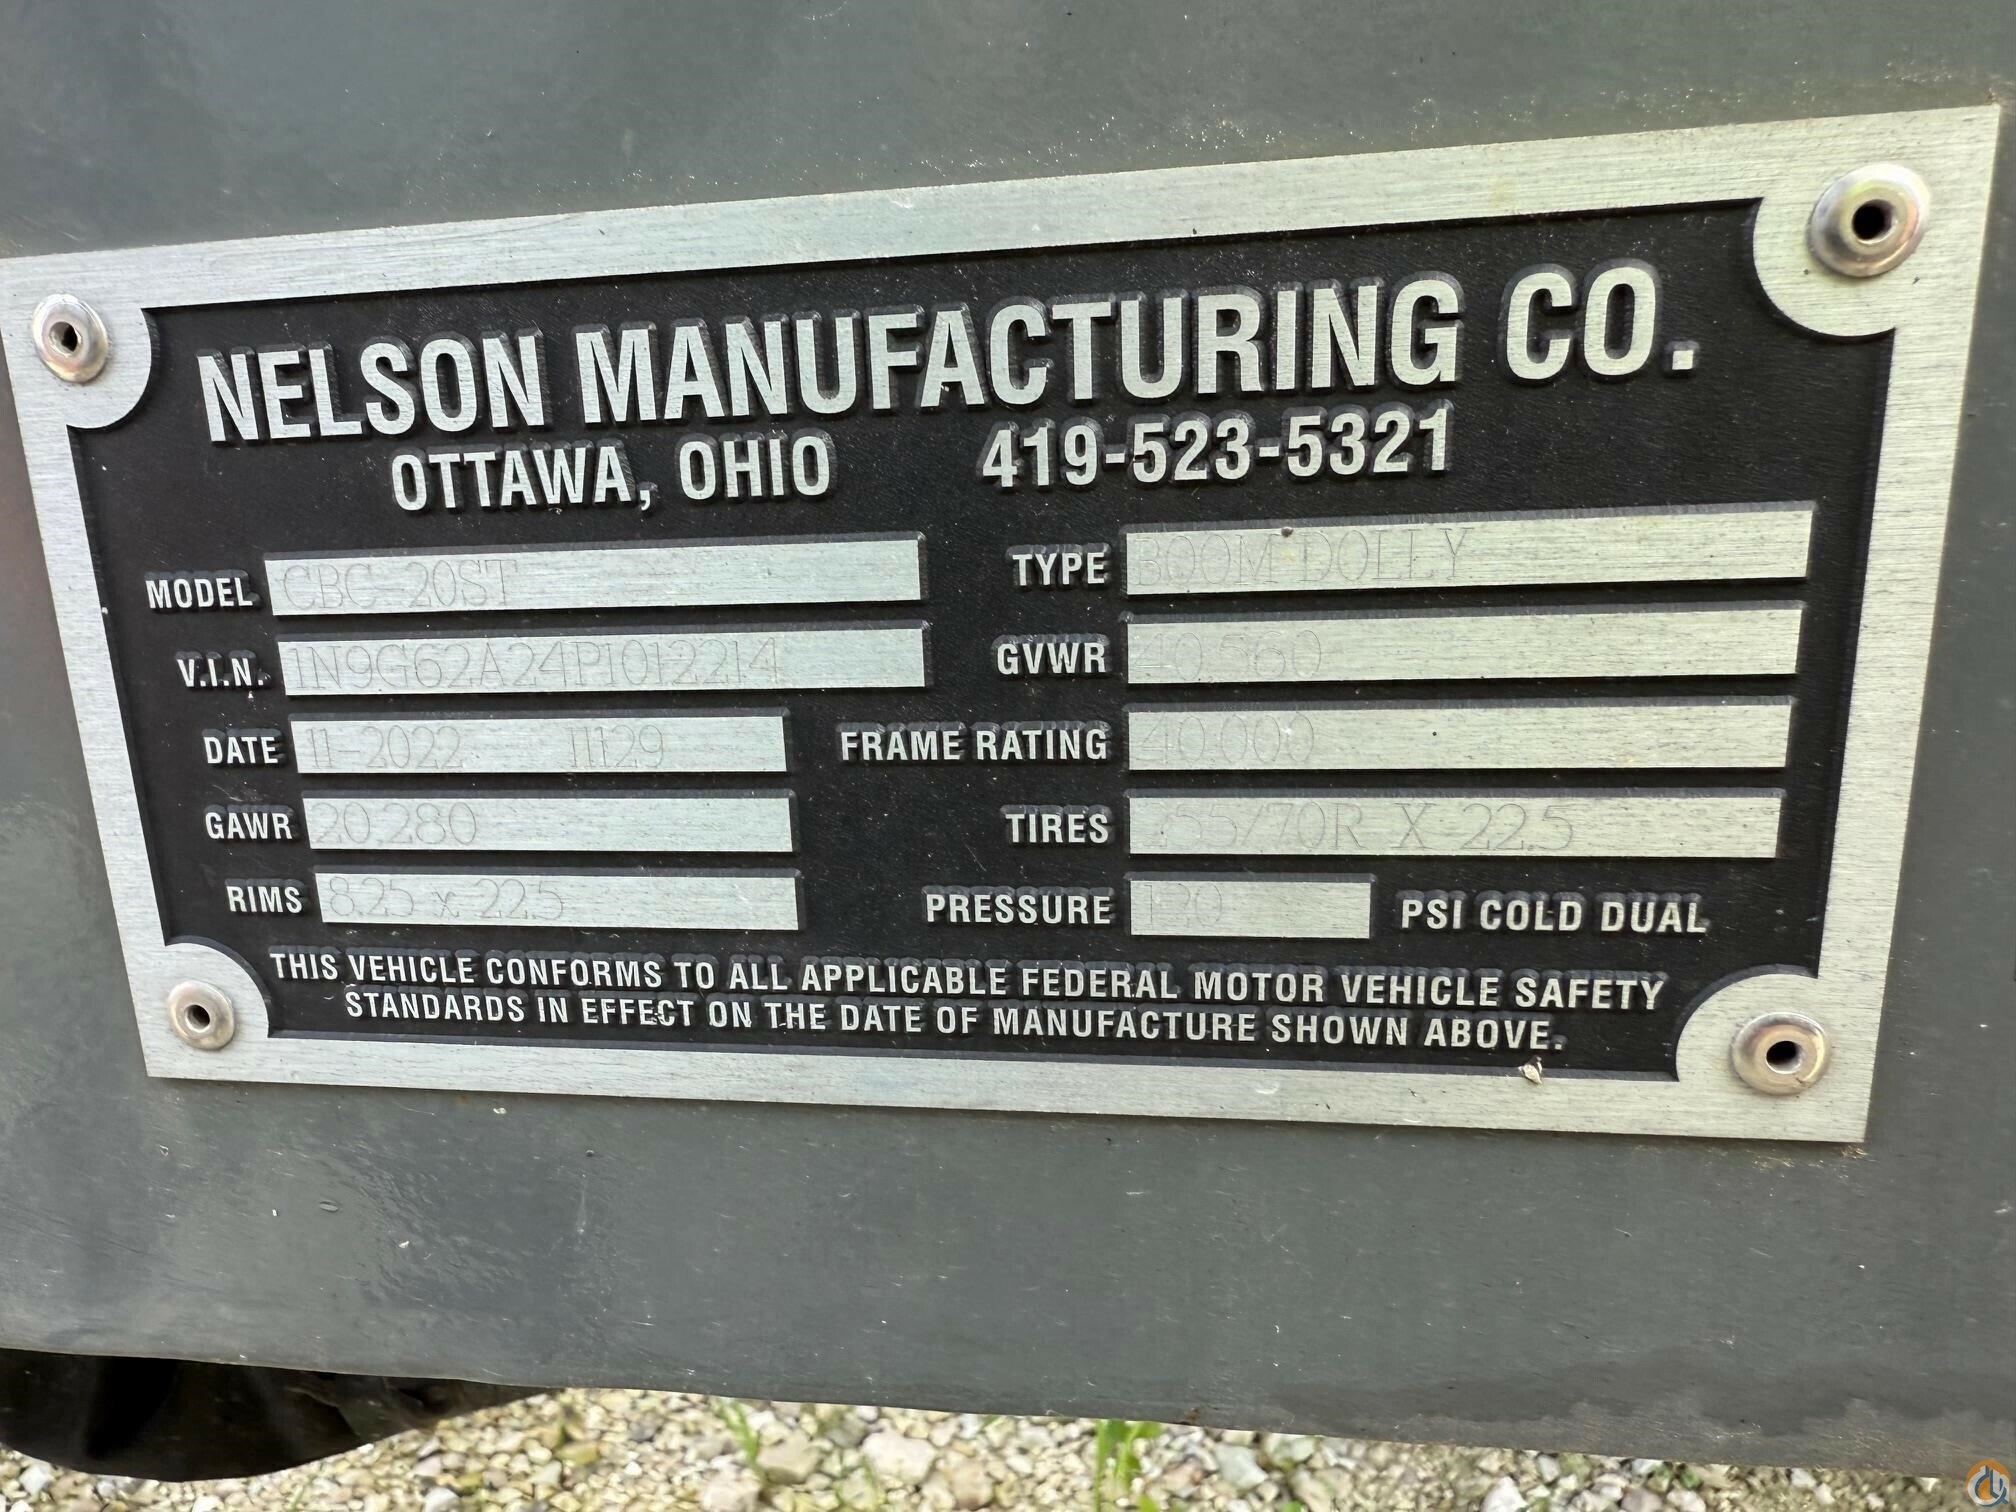 NELSON MANUFACTURING CO.
OTTAWA, OHIO 419-523-5321
MODEL CBC-20ST TYPE BOOM DOLLY
V.I.N. 1N9G62A24P1012214 GVWR 40,560
DATE 11-2022 11129 FRAME RATING 40,000
GAWR 20,280 TIRES 255/70R X 22.5
RIMS 8.25 x 22.5 PRESSURE 120 PSI COLD DUAL
THIS VEHICLE CONFORMS TO ALL APPLICABLE FEDERAL MOTOR VEHICLE SAFETY
STANDARDS IN EFFECT ON THE DATE OF MANUFACTURE SHOWN ABOVE.